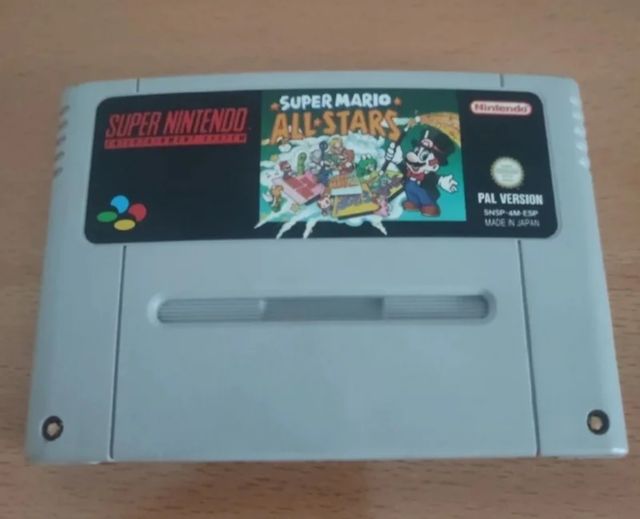 SUPER NINTENDO
ENTERTAINMENT SYSTEM
SUPER MARIO
ALL·STARS
Nintendo
PAL VERSION
SNSP-4M-ESP
MADE IN JAPAN